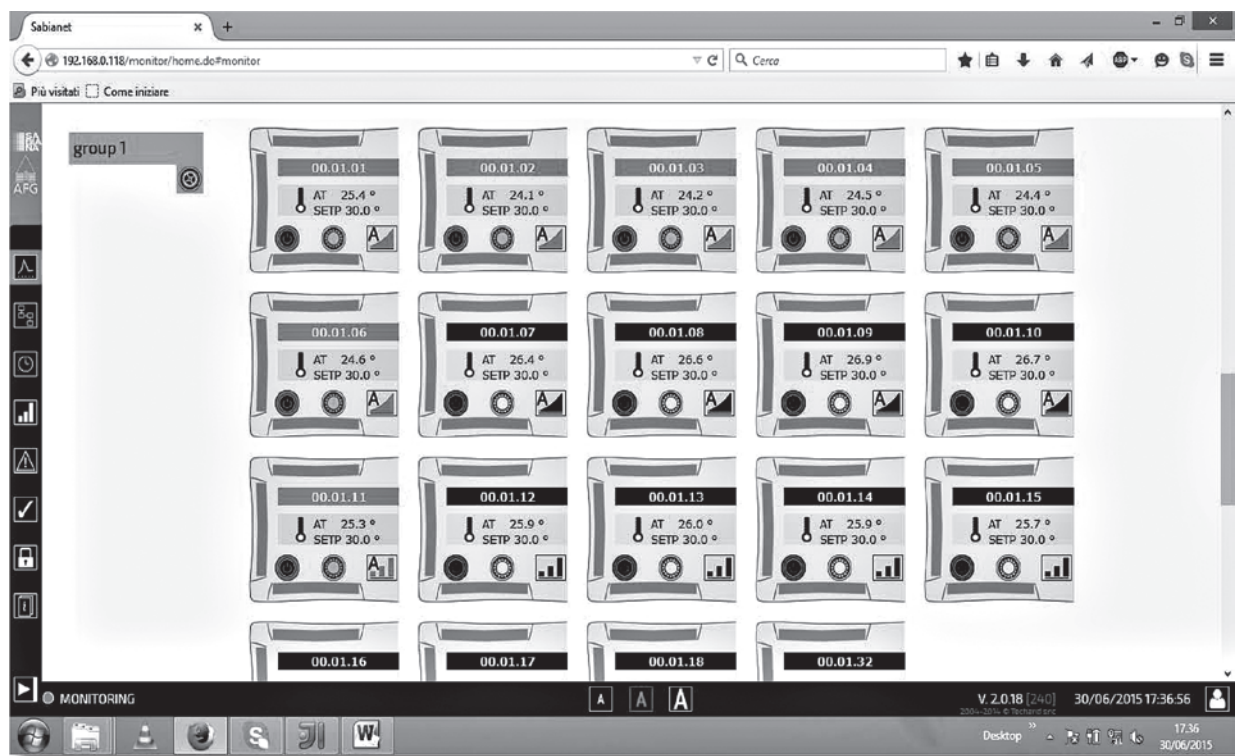 Sabianet
192.168.0.118/monitor/home.do#monitor
Cerca
ABP
Più visitati Come iniziare
group 1
AFG
00.01.01 00.01.02 00.01.03 00.01.04 00.01.05
AT 25.4 ° AT 24.1 ° AT 24.2 ° AT 24.5 ° AT 24.4 °
SETP 30.0 ° SETP 30.0 ° SETP 30.0 ° SETP 30.0 ° SETP 30.0 °
A A A A A
00.01.06 00.01.07 00.01.08 00.01.09 00.01.10
AT 24.6 ° AT 26.4 ° AT 26.6 ° AT 26.9 ° AT 26.7 °
SETP 30.0 ° SETP 30.0 ° SETP 30.0 ° SETP 30.0 ° SETP 30.0 °
A A A A A
00.01.11 00.01.12 00.01.13 00.01.14 00.01.15
AT 25.3 ° AT 25.9 ° AT 26.0 ° AT 25.9 ° AT 25.7 °
SETP 30.0 ° SETP 30.0 ° SETP 30.0 ° SETP 30.0 ° SETP 30.0 °
A
00.01.16 00.01.17 00.01.18 00.01.32
MONITORING
A A A
V. 2.0.18 [240] 30/06/2015 17:36:56
2004-2014 © Techand snc
Desktop
17.36
30/06/2015